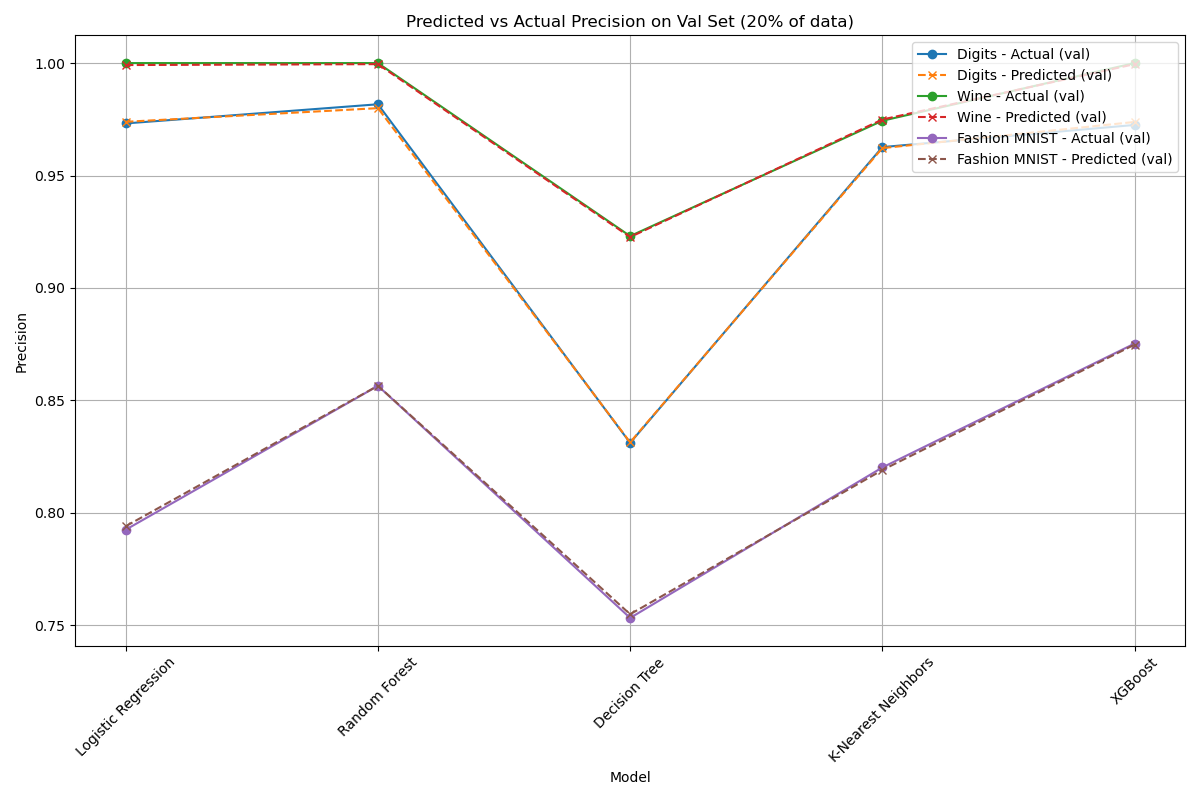 Predicted vs Actual Precision on Val Set (20% of data)
Digits - Actual (val)
Digits - Predicted (val)
Wine - Actual (val)
Wine - Predicted (val)
Fashion MNIST - Actual (val)
Fashion MNIST - Predicted (val)
Precision
1.00
0.95
0.90
0.85
0.80
0.75
Logistic Regression
Random Forest
Decision Tree
K-Nearest Neighbors
XGBoost
Model